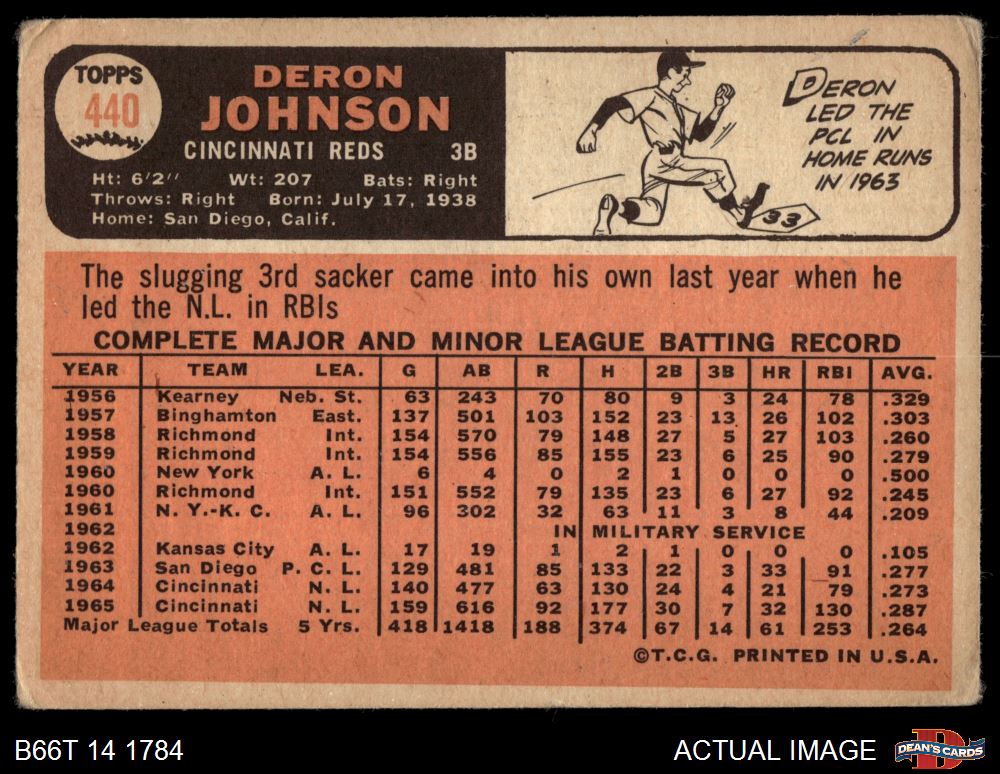 TOPPS
440
DERON
JOHNSON
CINCINNATI REDS 3B
Ht: 6'2'' Wt: 207 Bats: Right
Throws: Right Born: July 17, 1938
Home: San Diego, Calif.
DERON
LED THE
PCL IN
HOME RUNS
IN 1963
33
The slugging 3rd sacker came into his own last year when he
led the N.L. in RBIs
COMPLETE MAJOR AND MINOR LEAGUE BATTING RECORD
YEAR TEAM LEA. G AB R H 2B 3B HR RBI AVG.
1956 Kearney Neb. St. 63 243 70 80 9 3 24 78 .329
1957 Binghamton East. 137 501 103 152 23 13 26 102 .303
1958 Richmond Int. 154 570 79 148 27 5 27 103 .260
1959 Richmond Int. 154 556 85 155 23 6 25 90 .279
1960 New York A. L. 6 4 0 2 1 0 0 0 .500
1960 Richmond Int. 151 552 79 135 23 6 27 92 .245
1961 N. Y.-K. C. A. L. 96 302 32 63 11 3 8 44 .209
1962 IN MILITARY SERVICE
1962 Kansas City A. L. 17 19 1 2 1 0 0 0 .105
1963 San Diego P. C. L. 129 481 85 133 22 3 33 91 .277
1964 Cincinnati N. L. 140 477 63 130 24 4 21 79 .273
1965 Cincinnati N. L. 159 616 92 177 30 7 32 130 .287
Major League Totals 5 Yrs. 418 1418 188 374 67 14 61 253 .264
©T.C.G. PRINTED IN U.S.A.
B66T 14 1784
ACTUAL IMAGE
D
DEAN'S CARDS